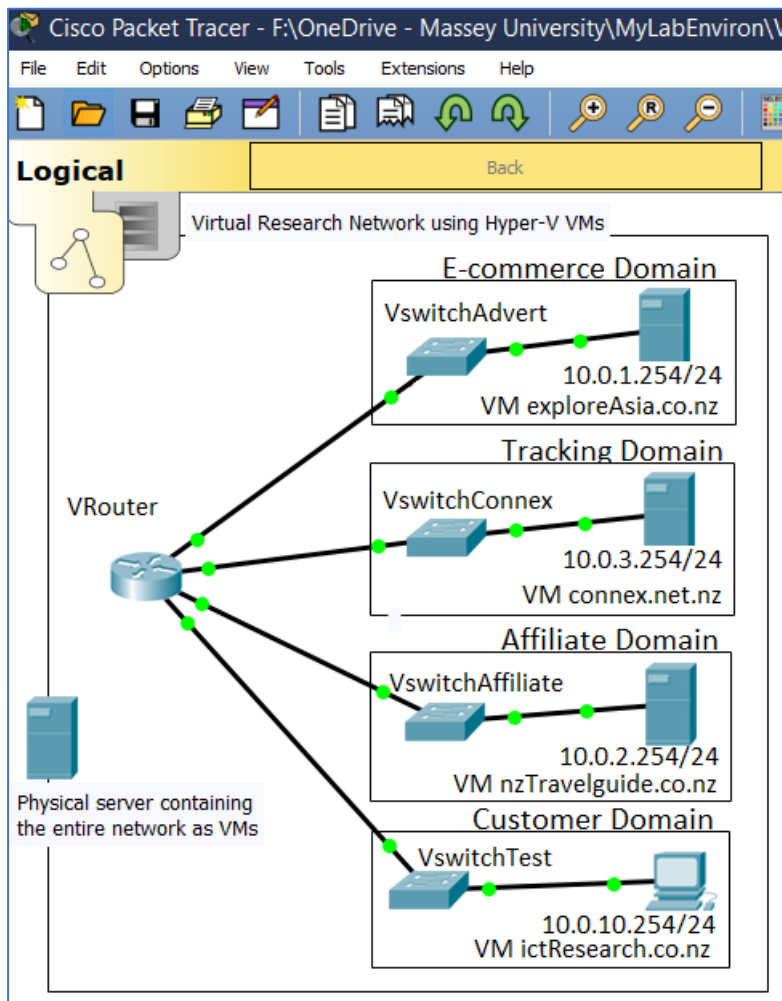 Cisco Packet Tracer - F:\OneDrive - Massey University\MyLabEnviron\
File Edit Options View Tools Extensions Help
Logical
Back
Virtual Research Network using Hyper-V VMs
E-commerce Domain
VswitchAdvert
10.0.1.254/24
VM exploreAsia.co.nz
Tracking Domain
VswitchConnex
10.0.3.254/24
VM connex.net.nz
VRouter
Affiliate Domain
VswitchAffiliate
10.0.2.254/24
VM nzTravelguide.co.nz
Physical server containing
the entire network as VMs
Customer Domain
VswitchTest
10.0.10.254/24
VM ictResearch.co.nz